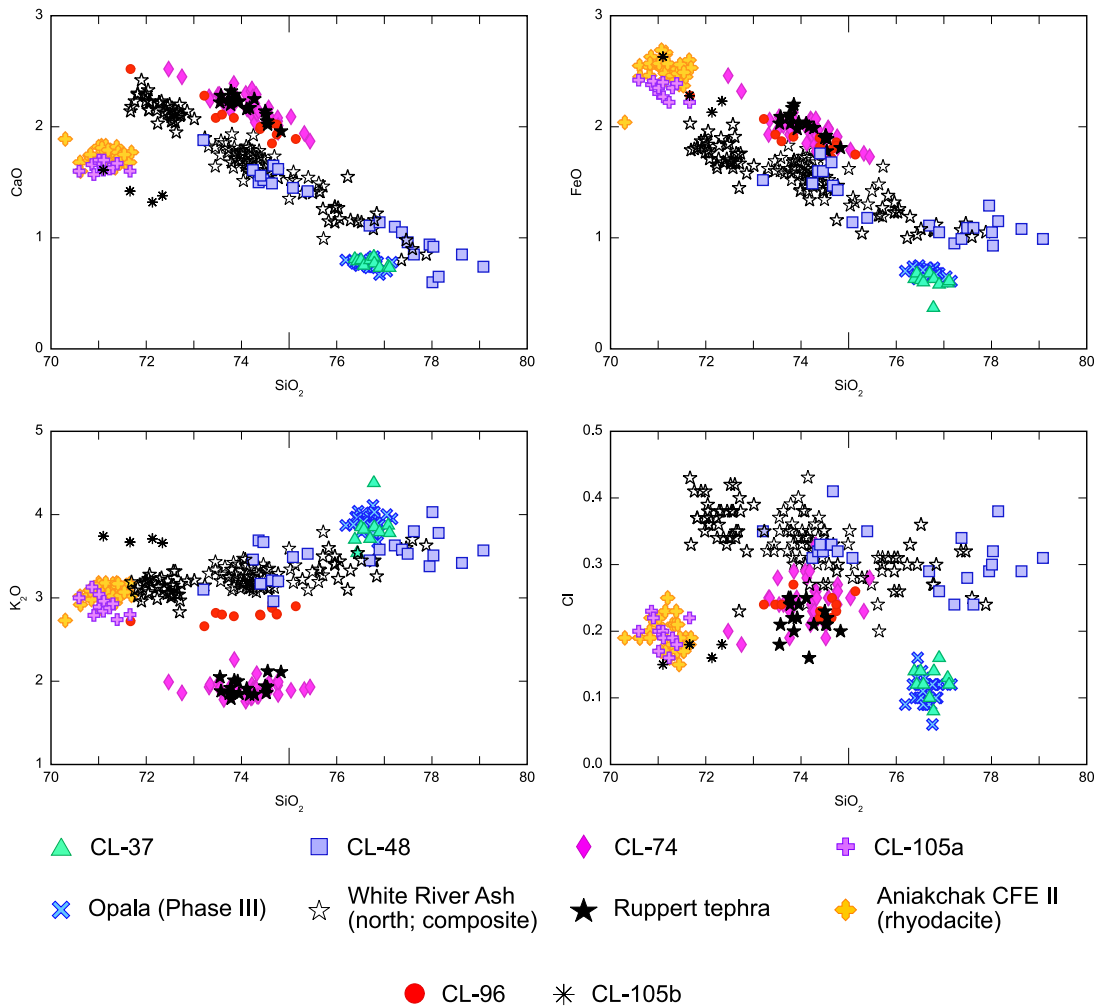 3
2
1
0
CaO
70 72 74 76 78 80
SiO2
3
2
1
0
FeO
70 72 74 76 78 80
SiO2
5
4
3
2
1
K2O
70 72 74 76 78 80
SiO2
0.5
0.4
0.3
0.2
0.1
0.0
Cl
70 72 74 76 78 80
SiO2
CL-37 CL-48 CL-74 CL-105a
Opala (Phase III) White River Ash (north; composite) Ruppert tephra Aniakchak CFE II (rhyodacite)
CL-96 CL-105b